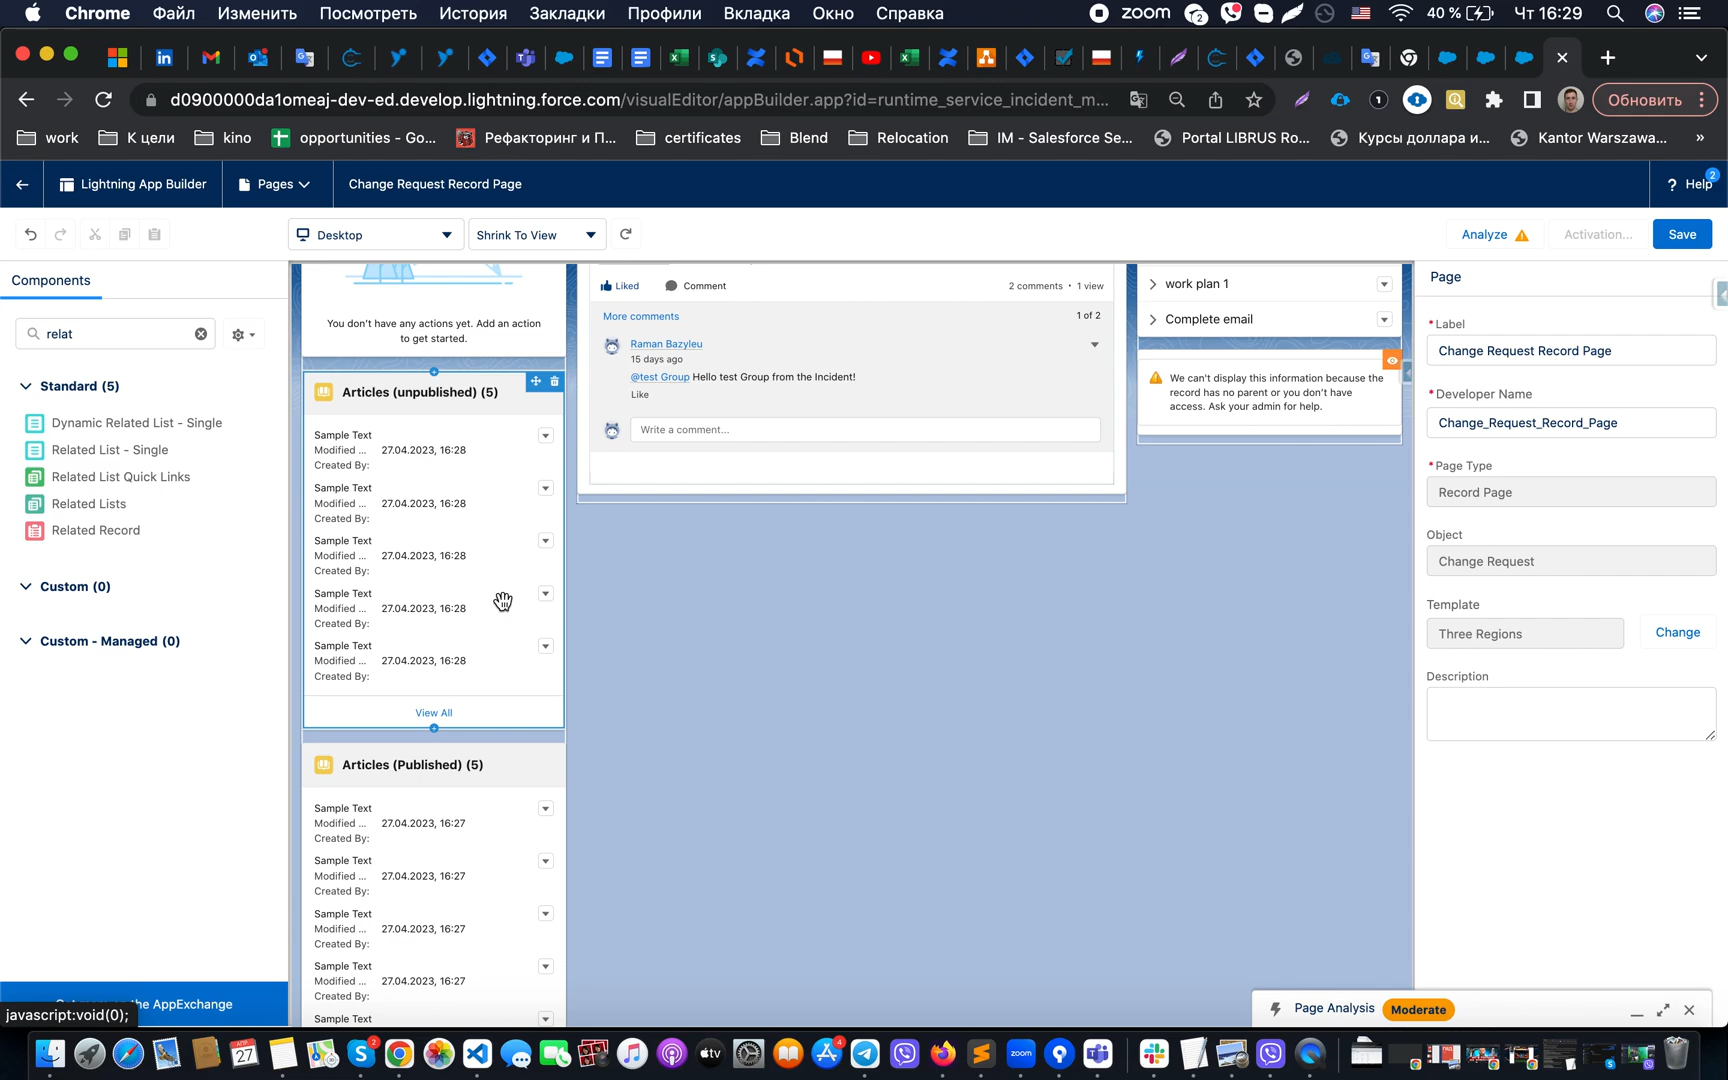 Chrome Файл Изменить Посмотреть История Закладки Профили Вкладка Окно Справка zoom 2 40 % Чт 16:29
d0900000da1omeaj-dev-ed.develop.lightning.force.com/visualEditor/appBuilder.app?id=runtime_service_incident_m... Обновить
work К цели kino opportunities - Go... Рефакторинг и П... certificates Blend Relocation IM - Salesforce Se... Portal LIBRUS Ro... Курсы доллара и... Kantor Warszawa... »
Lightning App Builder Pages Change Request Record Page ? Help 2
Desktop Shrink To View Analyze Activation... Save
Components
relat
Standard (5)
Dynamic Related List - Single
Related List - Single
Related List Quick Links
Related Lists
Related Record
Custom (0)
Custom - Managed (0)
the AppExchange
javascript:void(0);
You don't have any actions yet. Add an action
to get started.
Articles (unpublished) (5)
Sample Text
Modified ... 27.04.2023, 16:28
Created By:
Sample Text
Modified ... 27.04.2023, 16:28
Created By:
Sample Text
Modified ... 27.04.2023, 16:28
Created By:
Sample Text
Modified ... 27.04.2023, 16:28
Created By:
Sample Text
Modified ... 27.04.2023, 16:28
Created By:
View All
Articles (Published) (5)
Sample Text
Modified ... 27.04.2023, 16:27
Created By:
Sample Text
Modified ... 27.04.2023, 16:27
Created By:
Sample Text
Modified ... 27.04.2023, 16:27
Created By:
Sample Text
Modified ... 27.04.2023, 16:27
Created By:
Sample Text
Liked Comment 2 comments • 1 view
More comments 1 of 2
Raman Bazyleu
15 days ago
@test Group Hello test Group from the Incident!
Like
Write a comment...
work plan 1
Complete email
We can't display this information because the
record has no parent or you don't have
access. Ask your admin for help.
Page
*Label
Change Request Record Page
*Developer Name
Change_Request_Record_Page
*Page Type
Record Page
Object
Change Request
Template
Three Regions Change
Description
Page Analysis Moderate
АПР. 27 2 tv 4 zoom